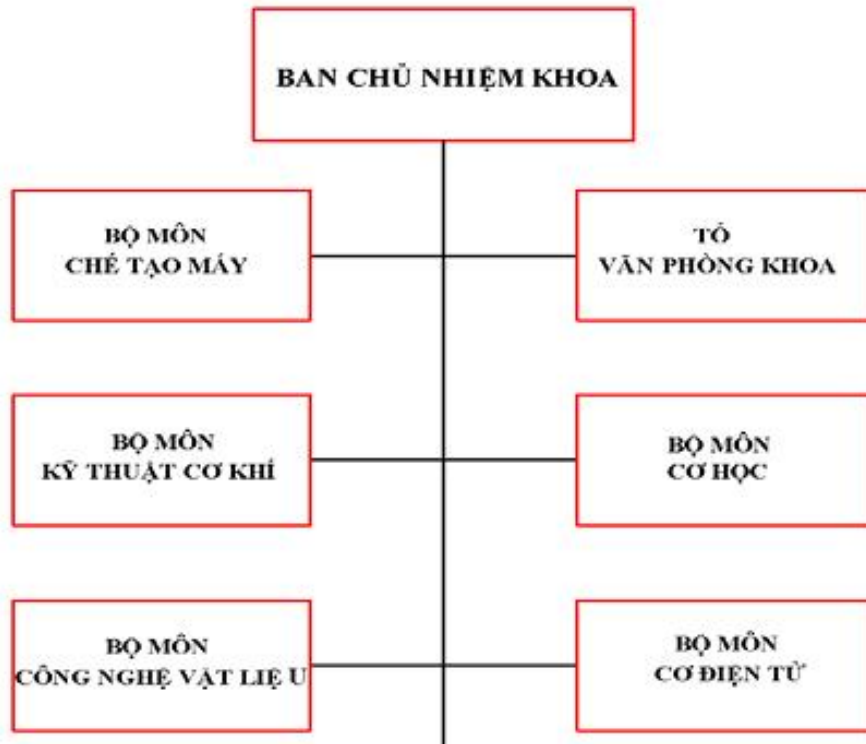 BAN CHỦ NHIỆM KHOA
BỘ MÔN
CHẾ TẠO MÁY
TỔ
VĂN PHÒNG KHOA
BỘ MÔN
KỸ THUẬT CƠ KHÍ
BỘ MÔN
CƠ HỌC
BỘ MÔN
CÔNG NGHỆ VẬT LIỆ U
BỘ MÔN
CƠ ĐIỆN TỬ